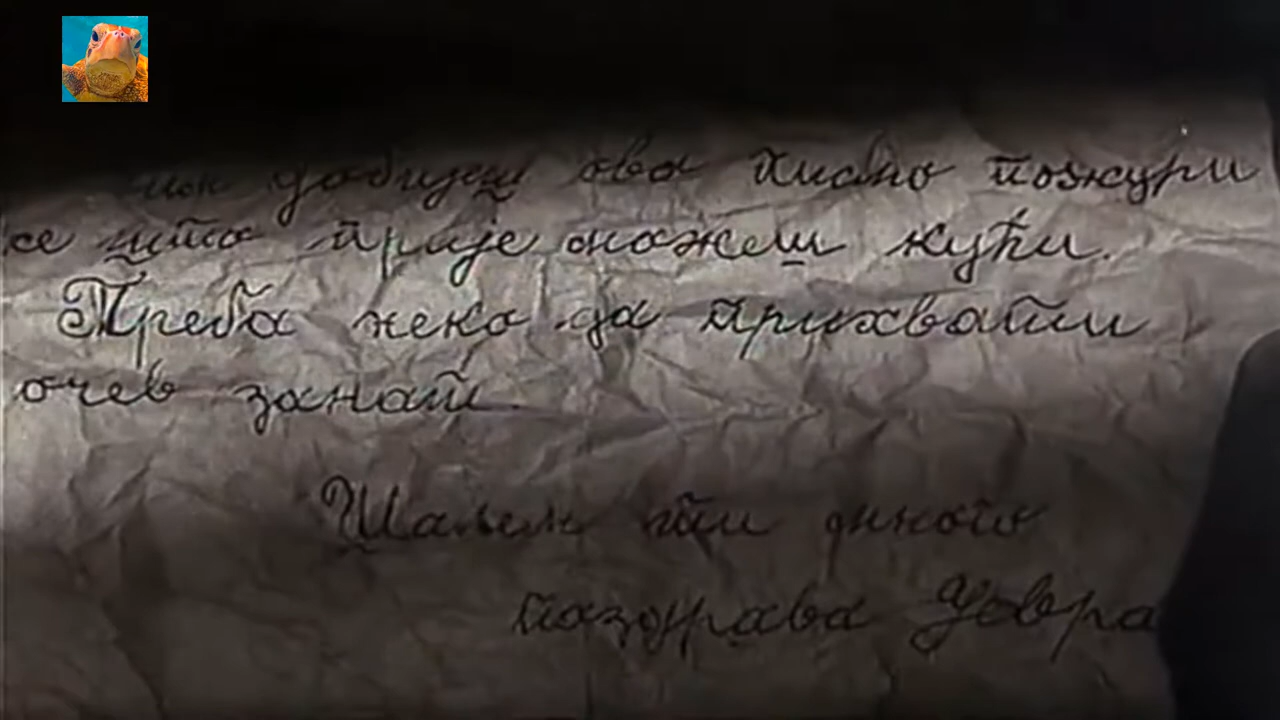 добијеш ово писмо пожури
се што прије можеш кући.
Треба неко да прихвати
очев занат.
Шаљем ти много
поздрава